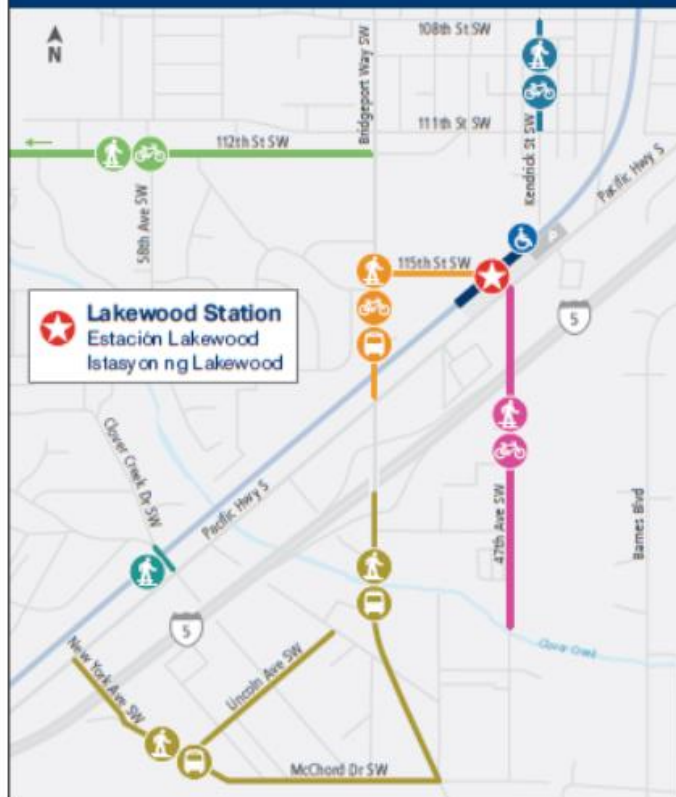 N
108th St SW
Bridgeport Way SW
111th St SW
Kendrick St SW
112th St SW
Pacific Hwy S
P
58th Ave SW
115th St SW
5
Lakewood Station
Estación Lakewood
Istasyon ng Lakewood
Clover Creek Dr SW
Pacific Hwy S
47th Ave SW
Barnes Blvd
5
Clover Creek
New York Ave SW
Lincoln Ave SW
McChord Dr SW